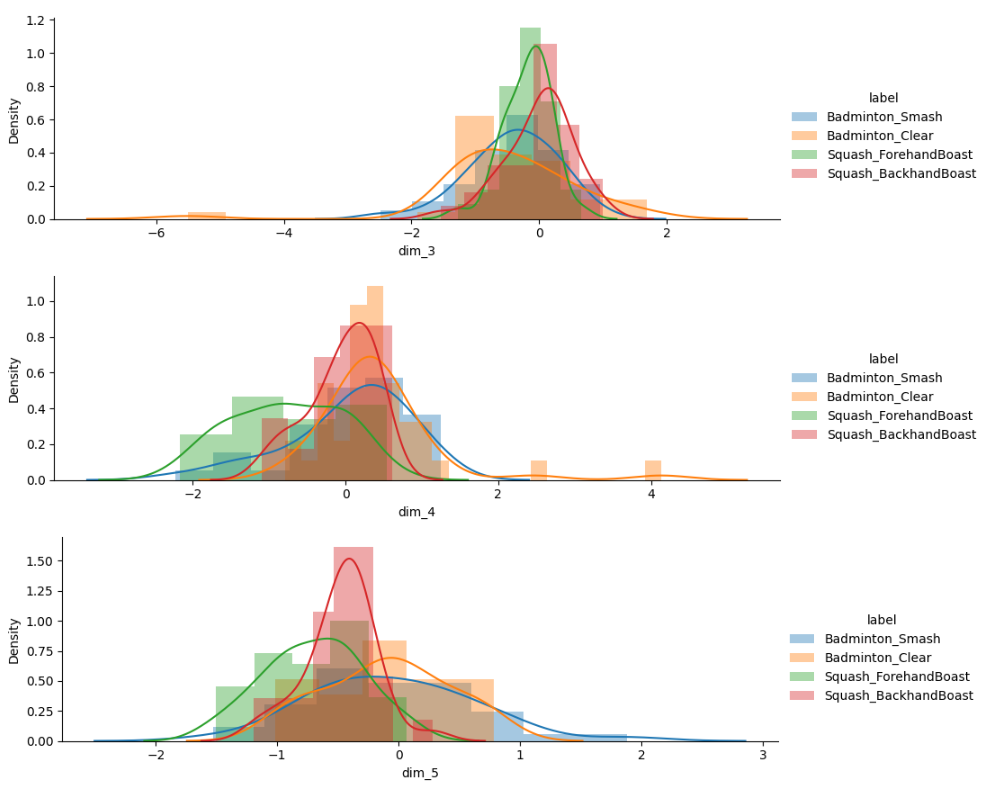 1.2
1.0
0.8
0.6
0.4
0.2
0.0
Density
−6
−4
−2
0
2
dim_3
label
Badminton_Smash
Badminton_Clear
Squash_ForehandBoast
Squash_BackhandBoast
1.0
0.8
0.6
0.4
0.2
0.0
Density
−2
0
2
4
dim_4
label
Badminton_Smash
Badminton_Clear
Squash_ForehandBoast
Squash_BackhandBoast
1.50
1.25
1.00
0.75
0.50
0.25
0.00
Density
−2
−1
0
1
2
3
dim_5
label
Badminton_Smash
Badminton_Clear
Squash_ForehandBoast
Squash_BackhandBoast